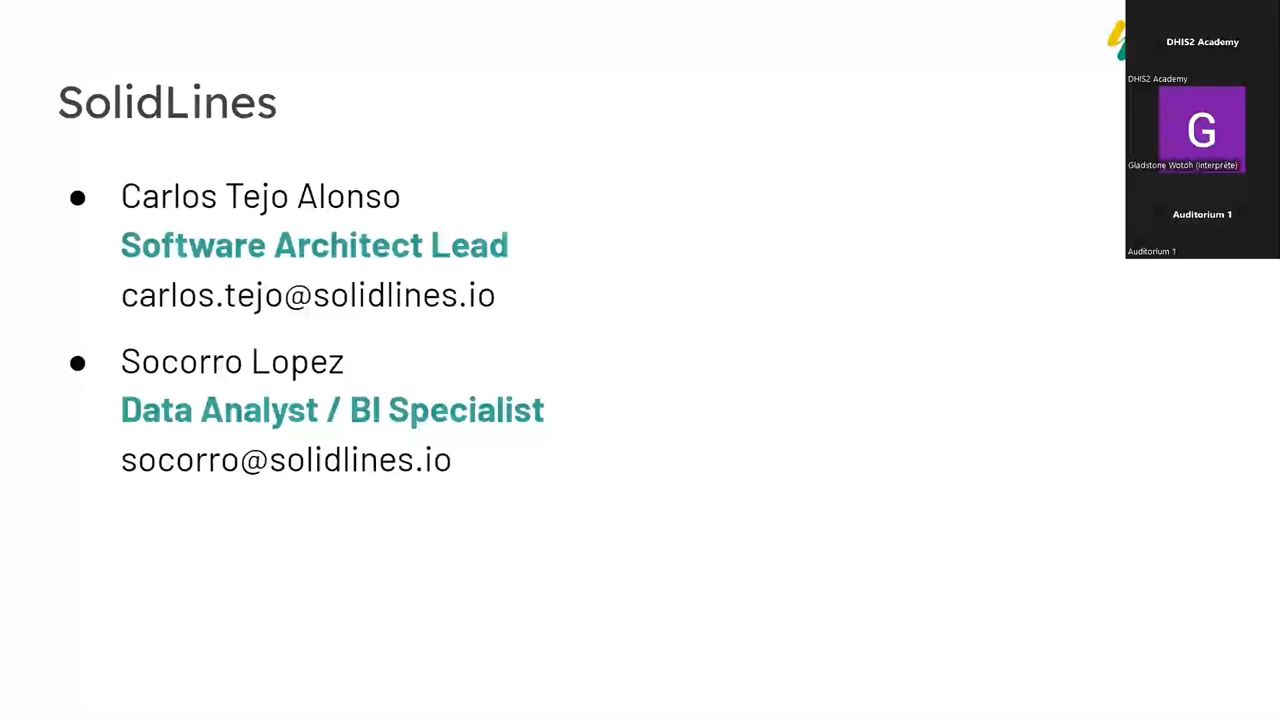 SolidLines
● Carlos Tejo Alonso
Software Architect Lead
carlos.tejo@solidlines.io
● Socorro Lopez
Data Analyst / BI Specialist
socorro@solidlines.io
DHIS2 Academy
DHIS2 Academy
G
Gladstone Wotoh (Interprète)
Auditorium 1
Auditorium 1